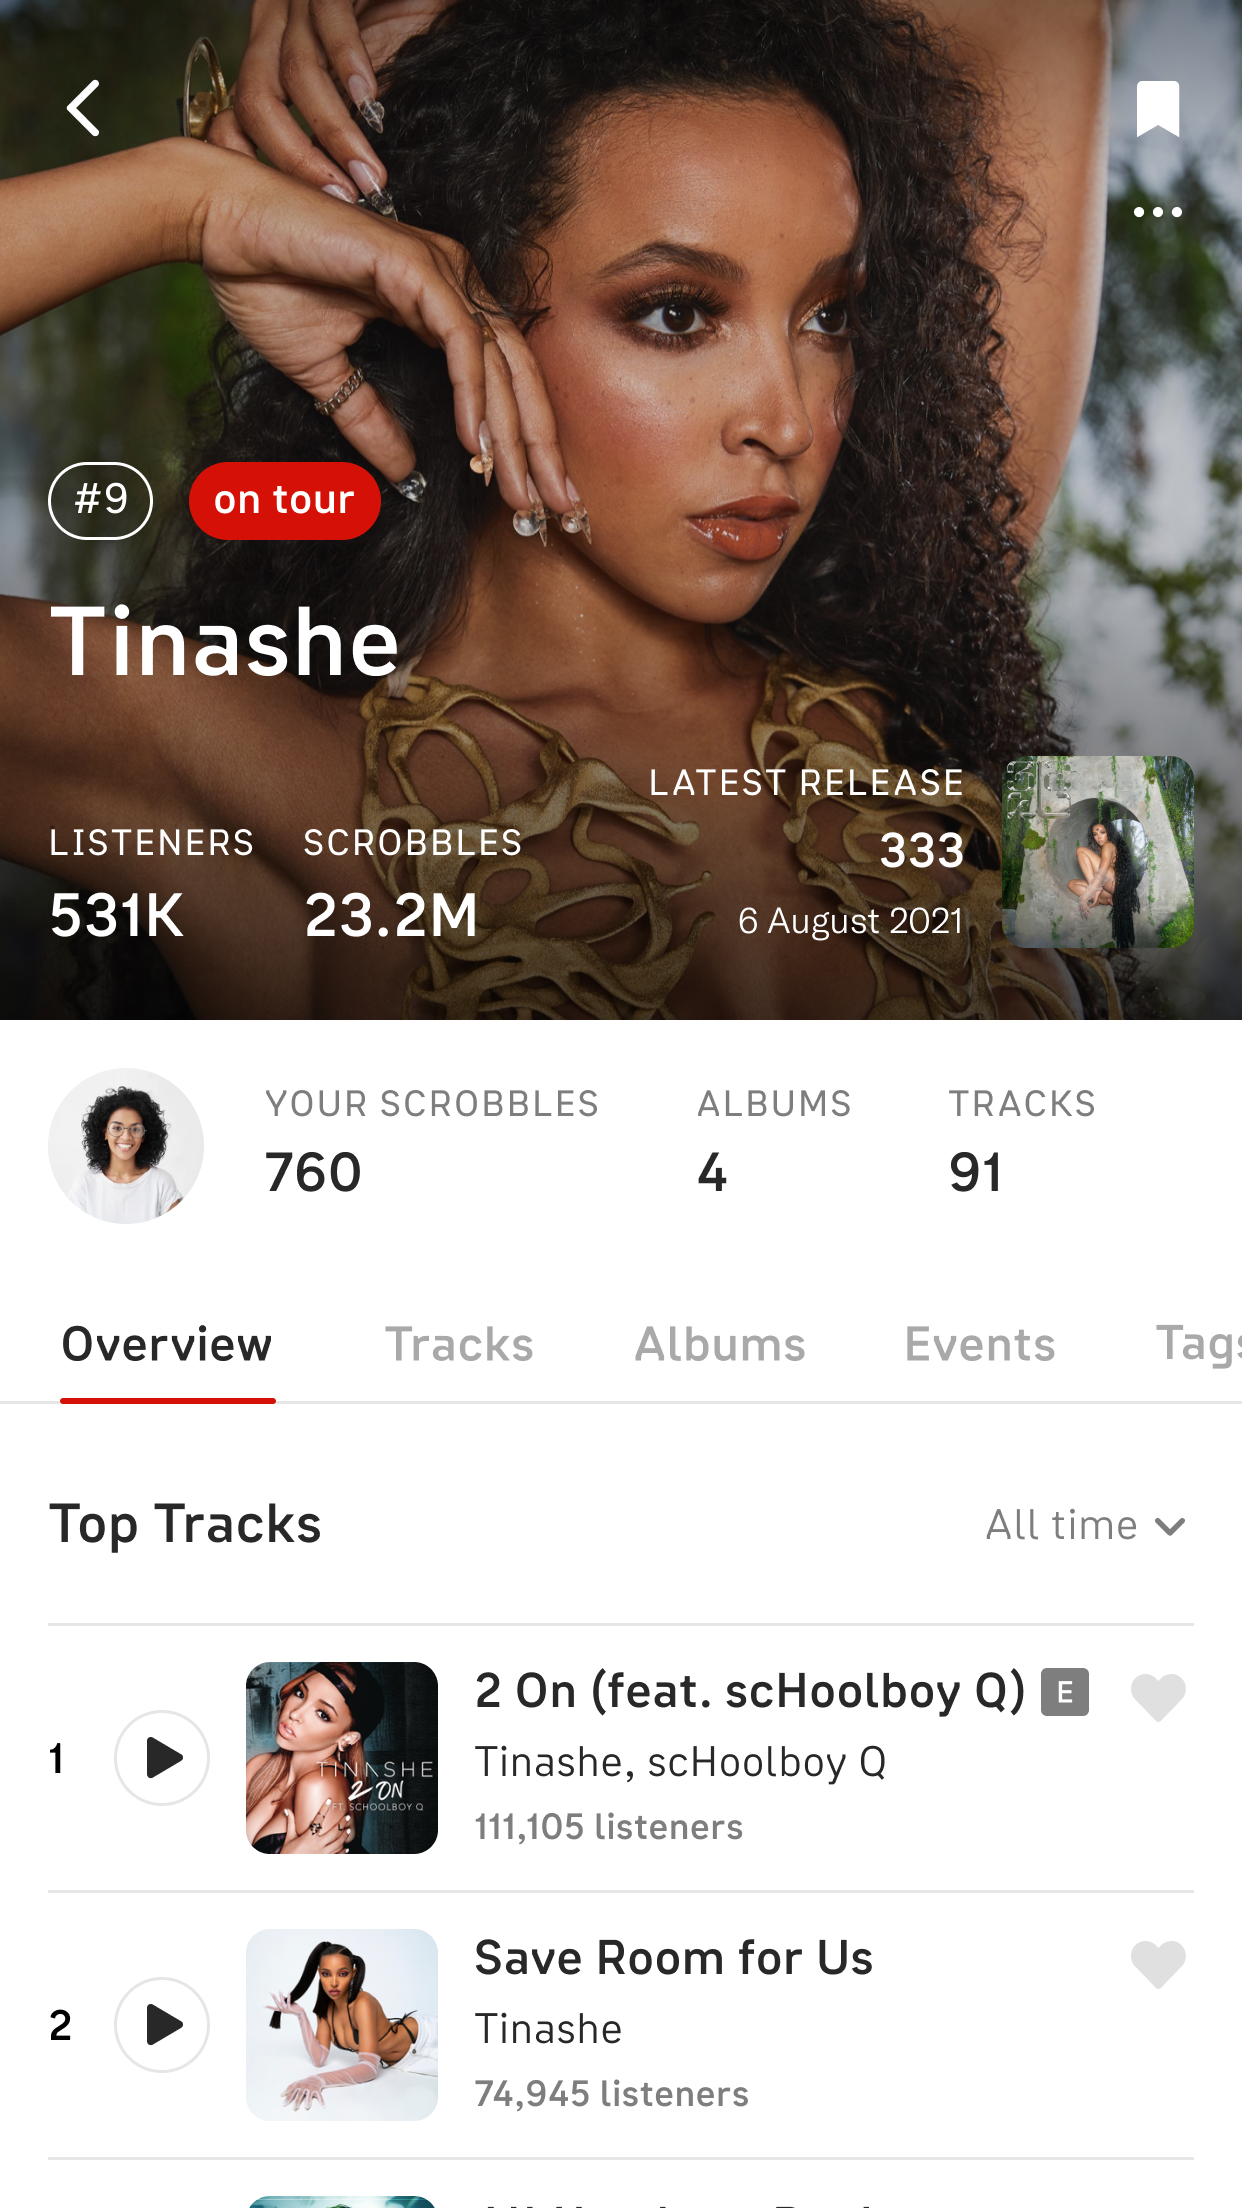 #9
on tour
Tinashe
LATEST RELEASE
333
6 August 2021
LISTENERS
531K
SCROBBLES
23.2M
YOUR SCROBBLES
760
ALBUMS
4
TRACKS
91
Overview
Tracks
Albums
Events
Top Tracks
All time
1
TINASHE
2 ON
FT. SCHOOLBOY Q
2 On (feat. scHoolboy Q) E
Tinashe, scHoolboy Q
111,105 listeners
2
Save Room for Us
Tinashe
74,945 listeners